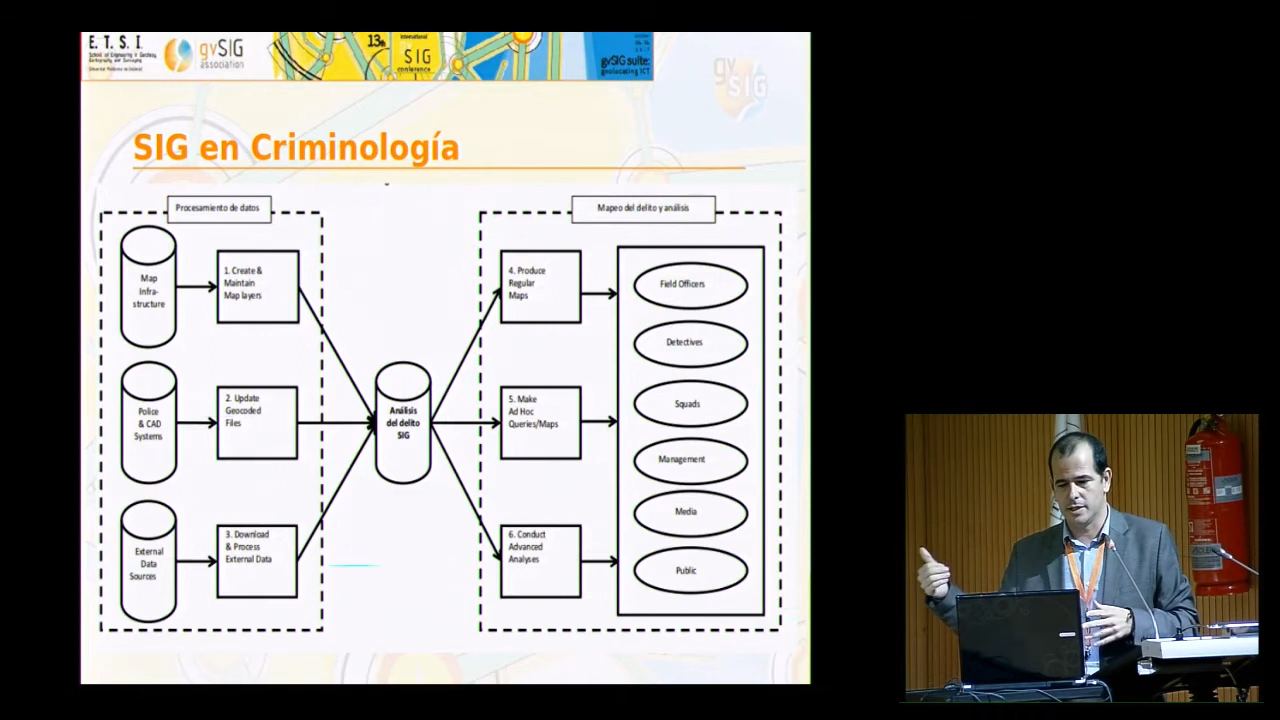 E. T. S. I.
gvSIG
association
13th
International
SIG
conference
gvSIG suite:
geolocating ICT
gv
SIG
SIG en Criminología
Procesamiento de datos
Mapeo del delito y análisis
Map
Infra-
structure
1. Create &
Maintain
Map layers
4. Produce
Regular
Maps
Field Officers
Detectives
Police
& CAD
Systems
2. Update
Geocoded
Files
Análisis
del delito
SIG
5. Make
Ad Hoc
Queries/Maps
Squads
Management
External
Data
Sources
3. Download
& Process
External Data
6. Conduct
Advanced
Analyses
Media
Public